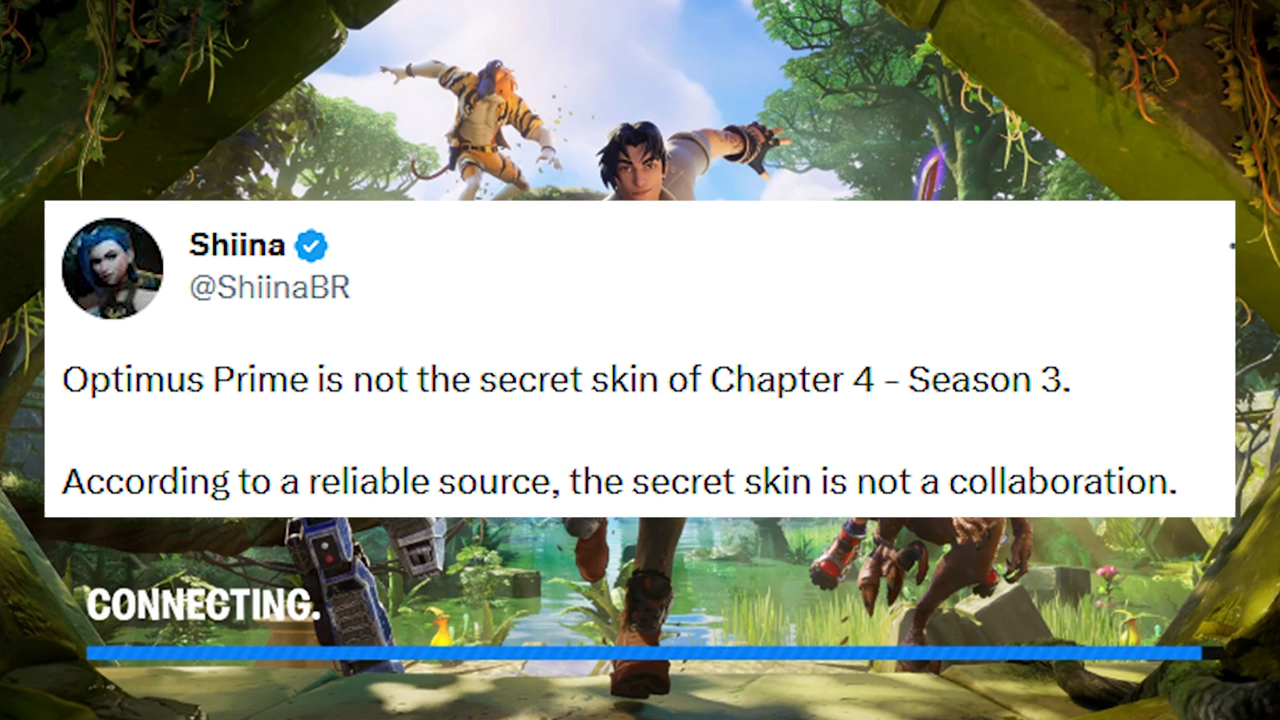 Shiina
@ShiinaBR
Optimus Prime is not the secret skin of Chapter 4 - Season 3.
According to a reliable source, the secret skin is not a collaboration.
CONNECTING.